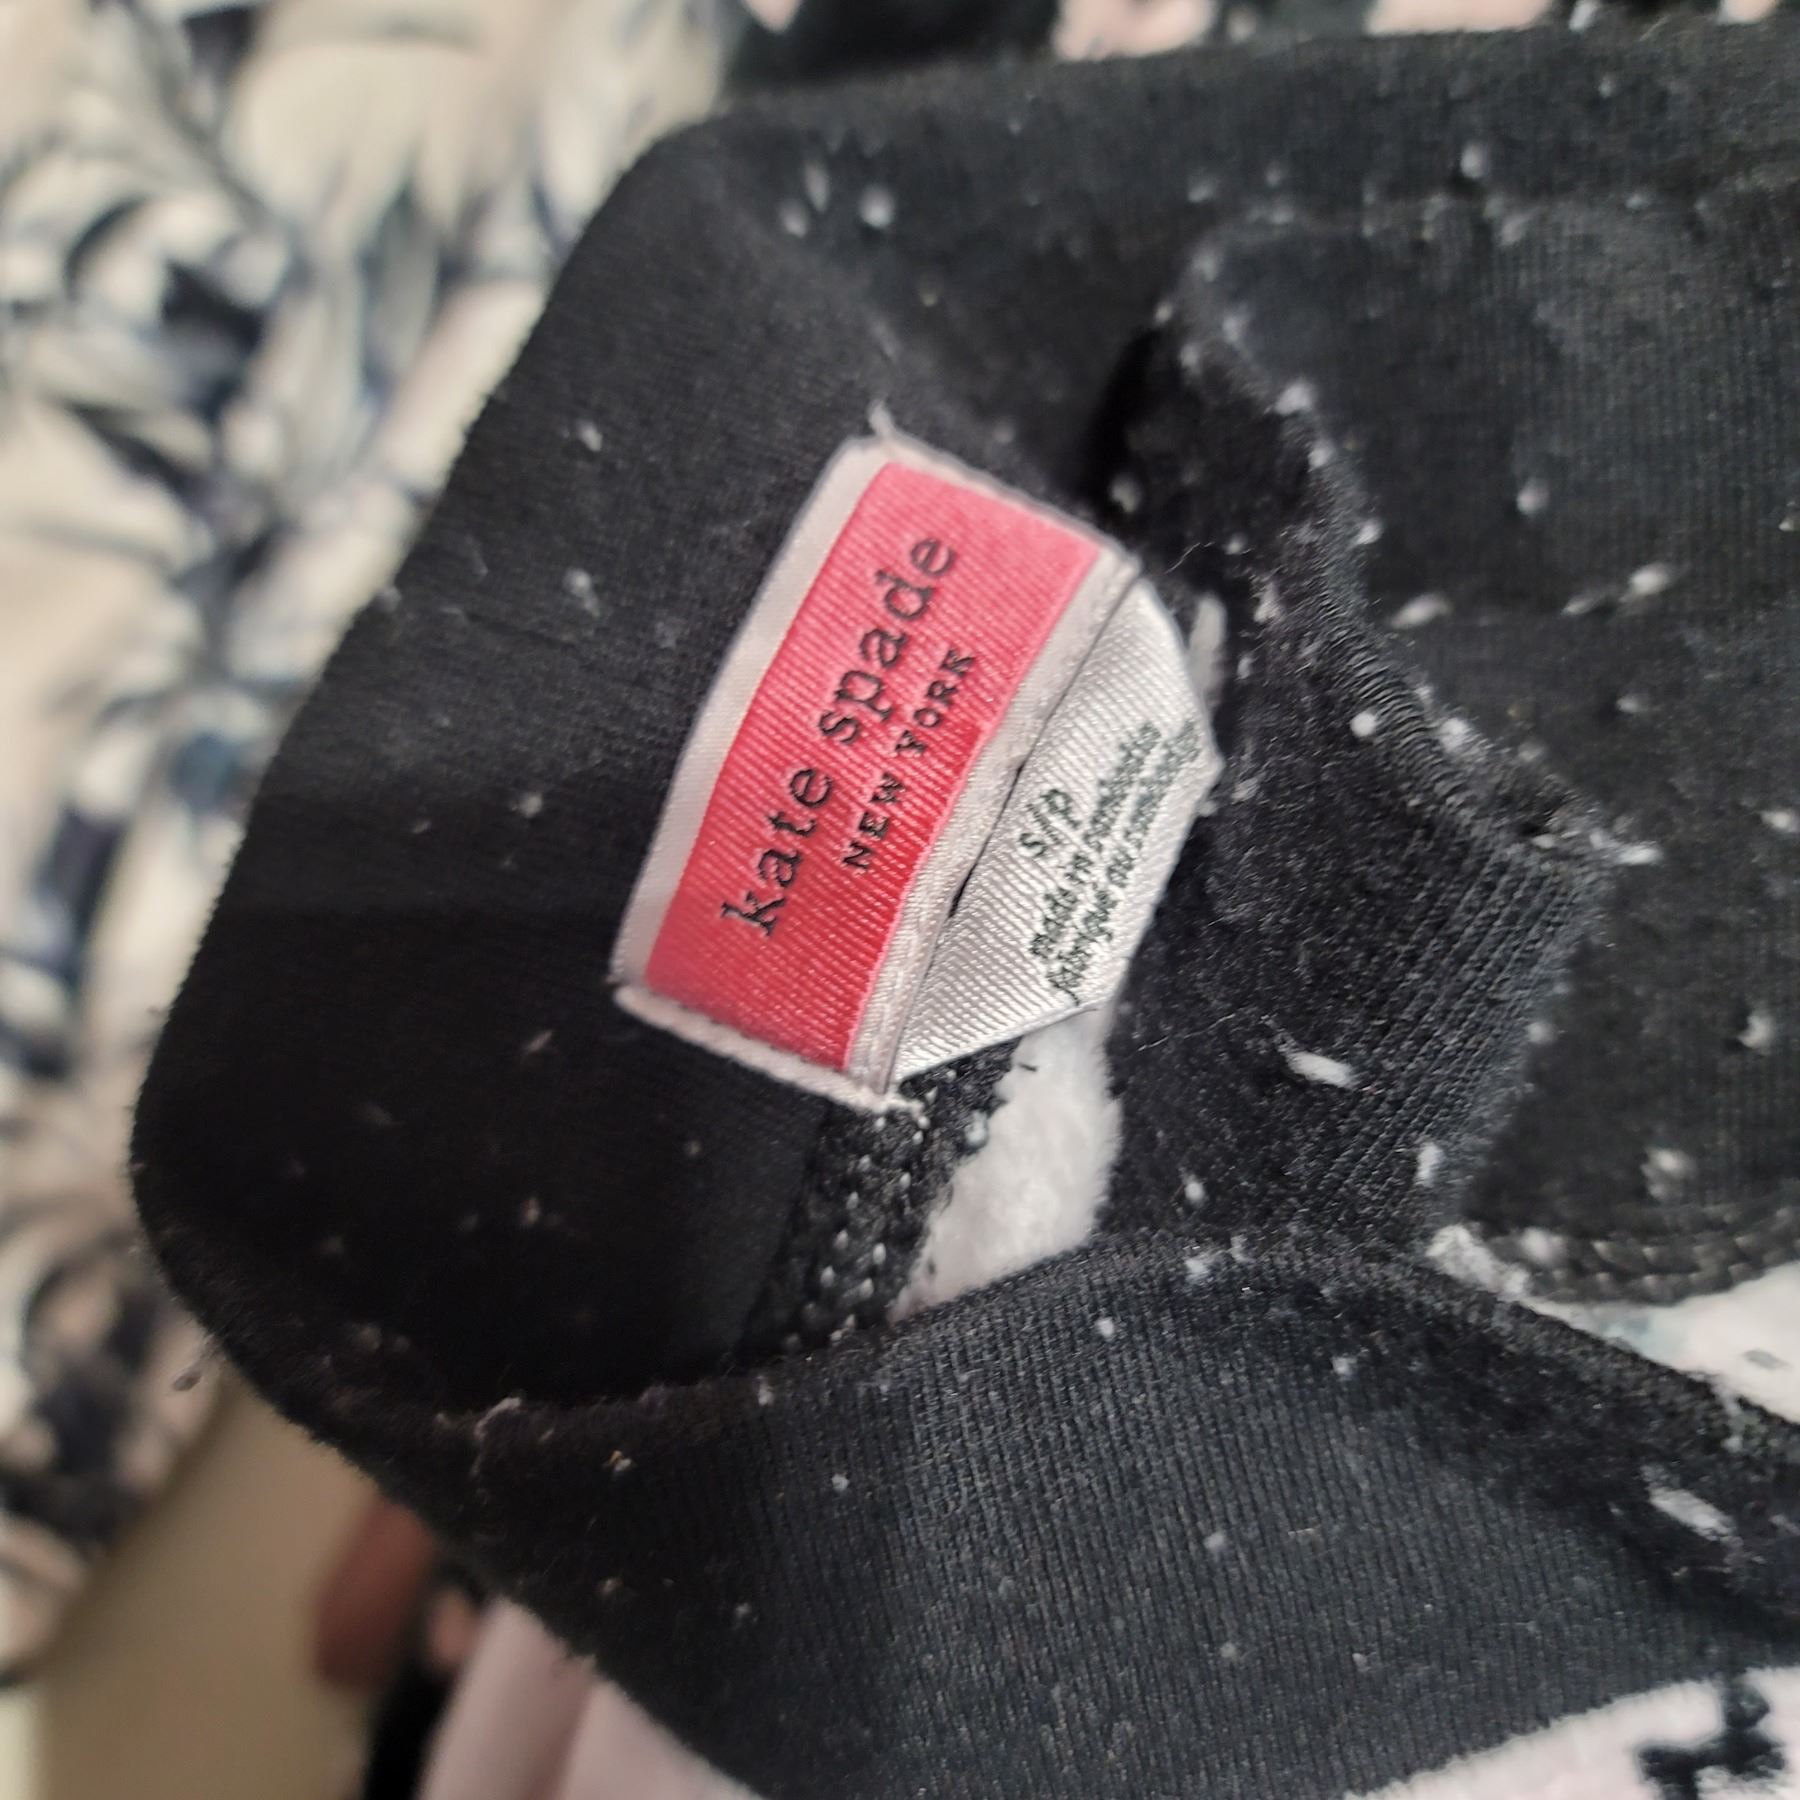 kate spade
NEW YORK
S/P
made in cambodia
fabriqué au cambodge